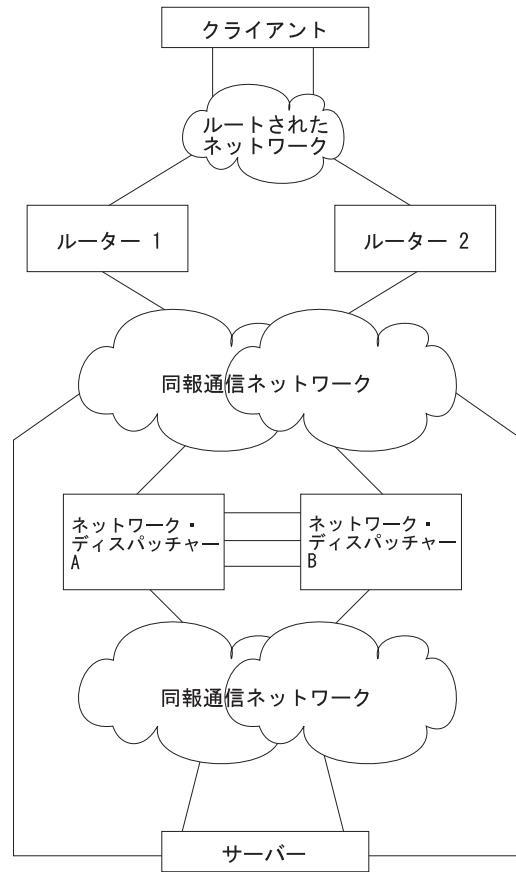 クライアント
ルートされた
ネットワーク
ルーター 1
ルーター 2
同報通信ネットワーク
ネットワーク・
ディスパッチャー
A
ネットワーク・
ディスパッチャー
B
同報通信ネットワーク
サーバー